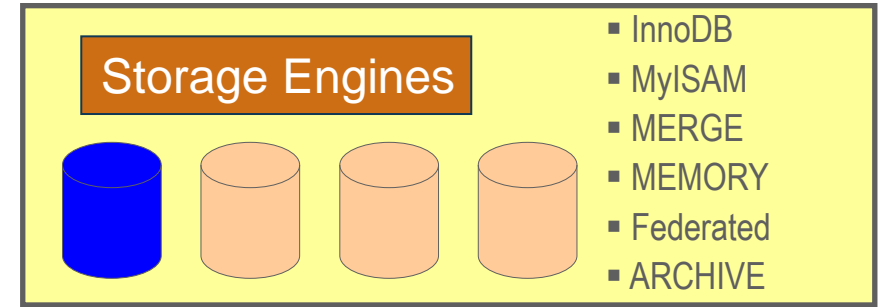 Storage Engines
▪ InnoDB
▪ MyISAM
▪ MERGE
▪ MEMORY
▪ Federated
▪ ARCHIVE